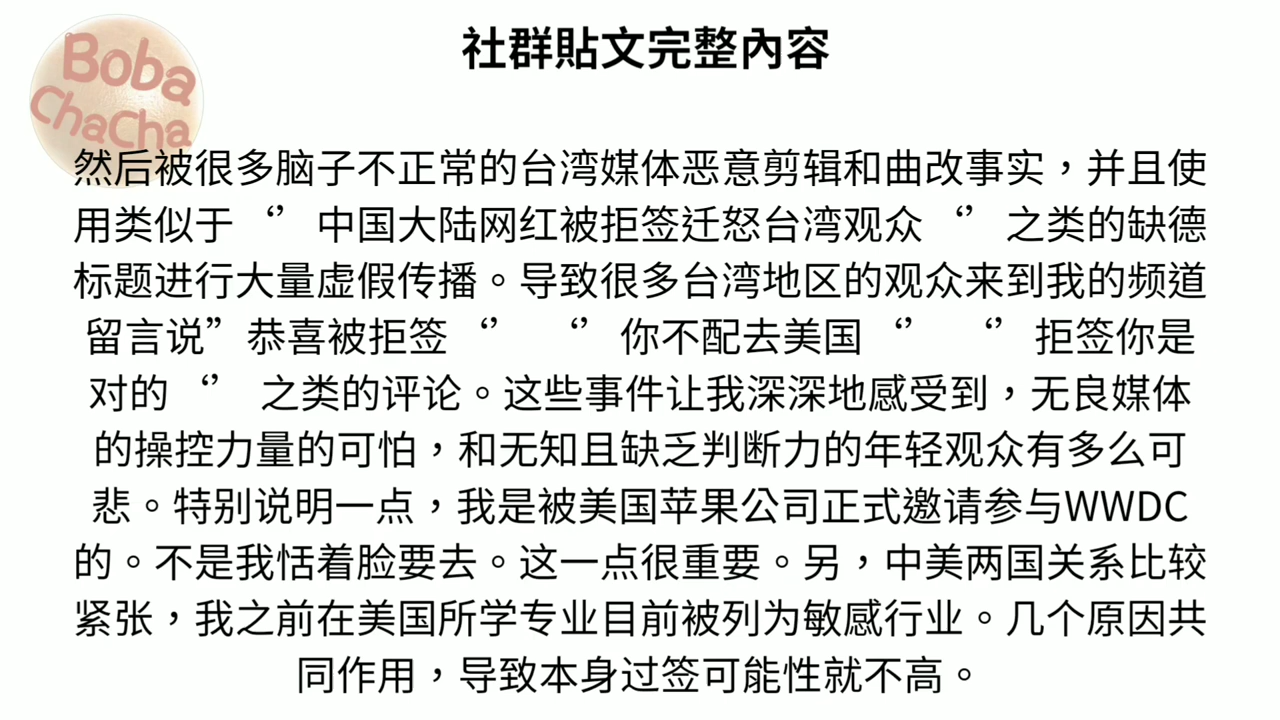 Boba
ChaCha
社群貼文完整內容
然后被很多脑子不正常的台湾媒体恶意剪辑和曲改事实，并且使
用类似于 ‘’ 中国大陆网红被拒签迁怒台湾观众 ‘’ 之类的缺德
标题进行大量虚假传播。导致很多台湾地区的观众来到我的频道
留言说” 恭喜被拒签 ‘’ ‘’ 你不配去美国 ‘’ ‘’ 拒签你是
对的 ‘’ 之类的评论。这些事件让我深深地感受到，无良媒体
的操控力量的可怕，和无知且缺乏判断力的年轻观众有多么可
悲。特别说明一点，我是被美国苹果公司正式邀请参与WWDC
的。不是我恬着脸要去。这一点很重要。另，中美两国关系比较
紧张，我之前在美国所学专业目前被列为敏感行业。几个原因共
同作用，导致本身过签可能性就不高。